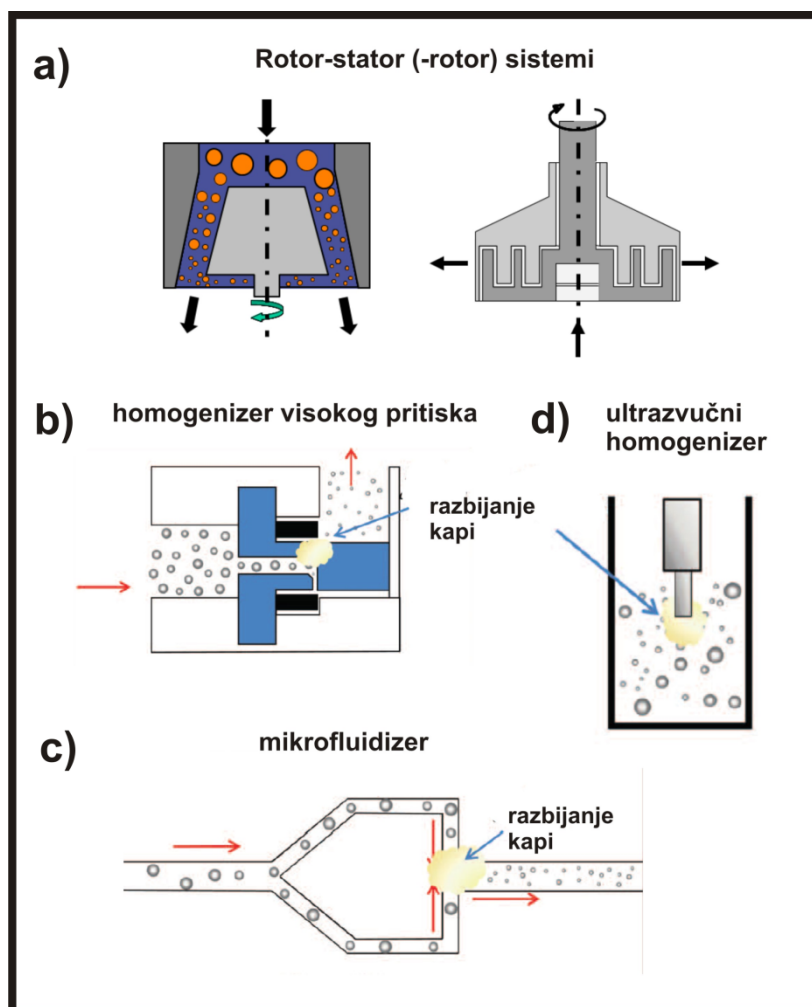 a)
Rotor-stator (-rotor) sistemi
b)
homogenizer visokog pritiska
razbijanje
kapi
d)
ultrazvučni
homogenizer
c)
mikrofluidizer
razbijanje
kapi